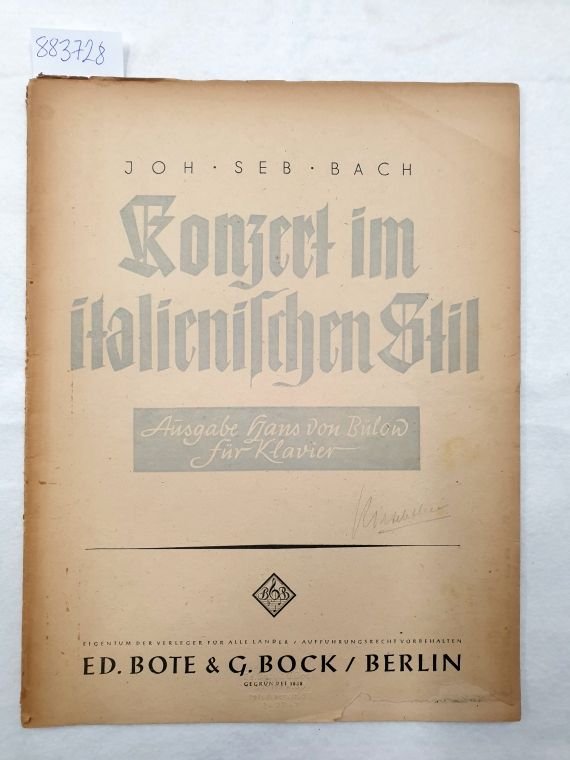 883728
JOH · SEB · BACH
Konzert im
italienischen Stil
Ausgabe Hans von Bülow
für Klavier
EIGENTUM DER VERLEGER FÜR ALLE LÄNDER / AUFFÜHRUNGSRECHT VORBEHALTEN
ED. BOTE & G. BOCK / BERLIN
GEGRÜNDET 1838